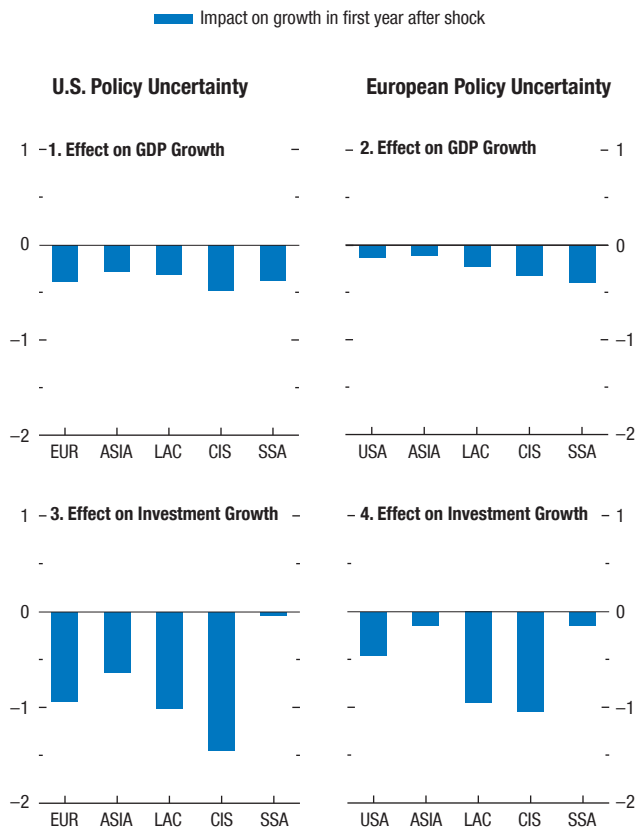 Impact on growth in first year after shock
U.S. Policy Uncertainty
European Policy Uncertainty
1. Effect on GDP Growth
1
0
–1
–2
EUR ASIA LAC CIS SSA
2. Effect on GDP Growth
1
0
–1
–2
USA ASIA LAC CIS SSA
3. Effect on Investment Growth
1
0
–1
–2
EUR ASIA LAC CIS SSA
4. Effect on Investment Growth
1
0
–1
–2
USA ASIA LAC CIS SSA